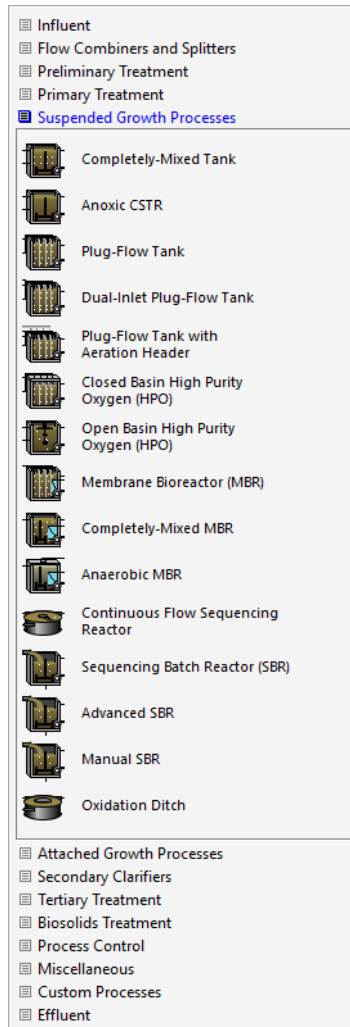 Influent
Flow Combiners and Splitters
Preliminary Treatment
Primary Treatment
Suspended Growth Processes
Completely-Mixed Tank
Anoxic CSTR
Plug-Flow Tank
Dual-Inlet Plug-Flow Tank
Plug-Flow Tank with
Aeration Header
Closed Basin High Purity
Oxygen (HPO)
Open Basin High Purity
Oxygen (HPO)
Membrane Bioreactor (MBR)
Completely-Mixed MBR
Anaerobic MBR
Continuous Flow Sequencing
Reactor
Sequencing Batch Reactor (SBR)
Advanced SBR
Manual SBR
Oxidation Ditch
Attached Growth Processes
Secondary Clarifiers
Tertiary Treatment
Biosolids Treatment
Process Control
Miscellaneous
Custom Processes
Effluent